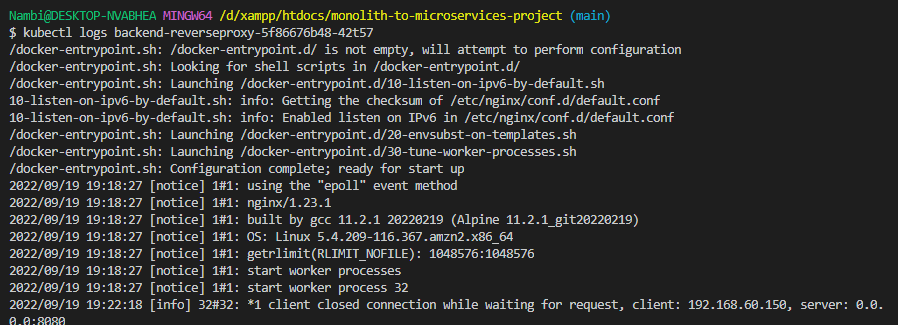 Nambi@DESKTOP-NVABHEA MINGW64 /d/xampp/htdocs/monolith-to-microservices-project (main)
$ kubectl logs backend-reverseproxy-5f86676b48-42t57
/docker-entrypoint.sh: /docker-entrypoint.d/ is not empty, will attempt to perform configuration
/docker-entrypoint.sh: Looking for shell scripts in /docker-entrypoint.d/
/docker-entrypoint.sh: Launching /docker-entrypoint.d/10-listen-on-ipv6-by-default.sh
10-listen-on-ipv6-by-default.sh: info: Getting the checksum of /etc/nginx/conf.d/default.conf
10-listen-on-ipv6-by-default.sh: info: Enabled listen on IPv6 in /etc/nginx/conf.d/default.conf
/docker-entrypoint.sh: Launching /docker-entrypoint.d/20-envsubst-on-templates.sh
/docker-entrypoint.sh: Launching /docker-entrypoint.d/30-tune-worker-processes.sh
/docker-entrypoint.sh: Configuration complete; ready for start up
2022/09/19 19:18:27 [notice] 1#1: using the "epoll" event method
2022/09/19 19:18:27 [notice] 1#1: nginx/1.23.1
2022/09/19 19:18:27 [notice] 1#1: built by gcc 11.2.1 20220219 (Alpine 11.2.1_git20220219)
2022/09/19 19:18:27 [notice] 1#1: OS: Linux 5.4.209-116.367.amzn2.x86_64
2022/09/19 19:18:27 [notice] 1#1: getrlimit(RLIMIT_NOFILE): 1048576:1048576
2022/09/19 19:18:27 [notice] 1#1: start worker processes
2022/09/19 19:18:27 [notice] 1#1: start worker process 32
2022/09/19 19:22:18 [info] 32#32: *1 client closed connection while waiting for request, client: 192.168.60.150, server: 0.0.
0.0:8080